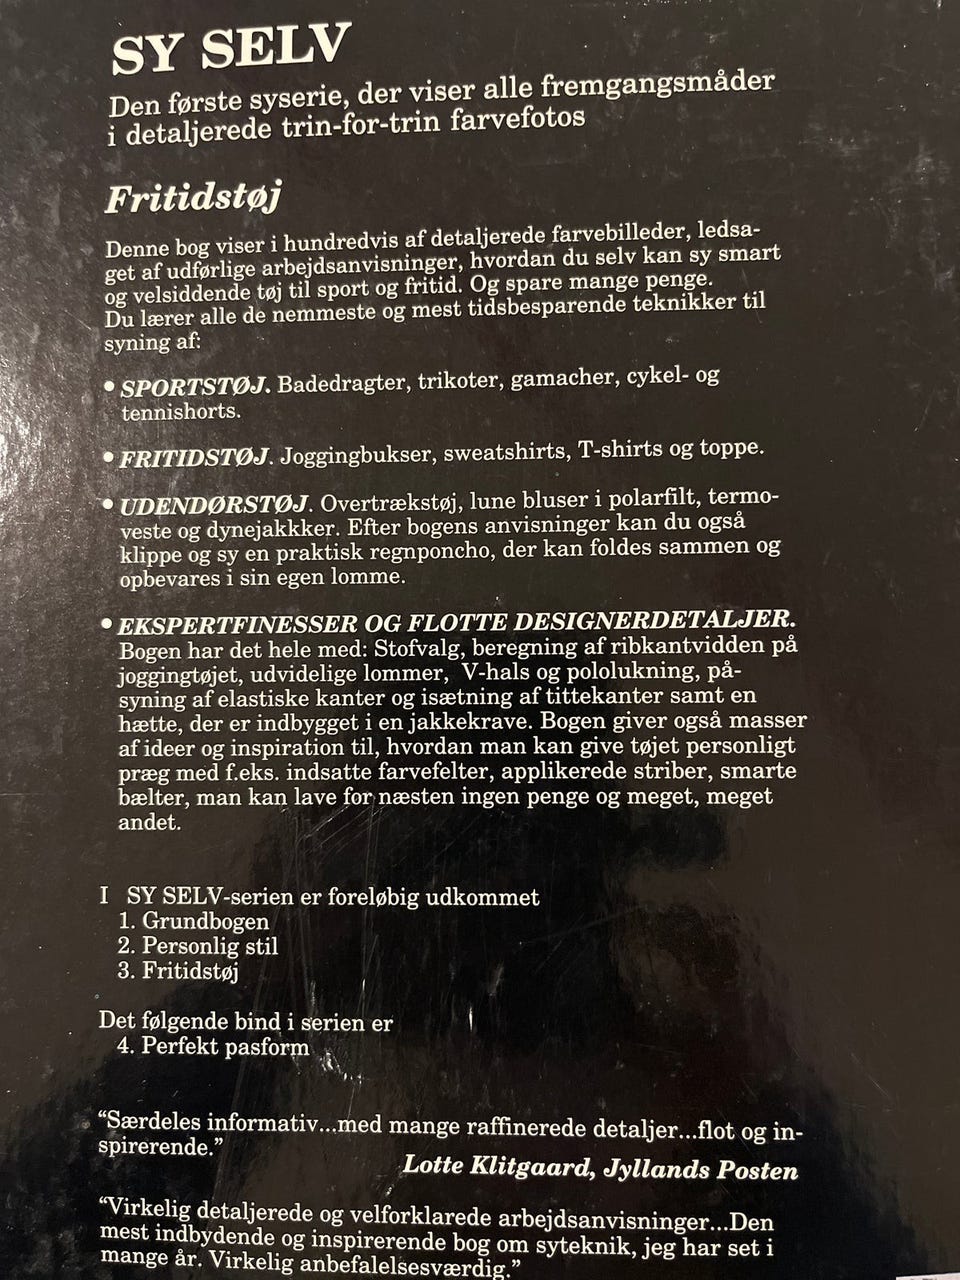 SY SELV
Den første syserie, der viser alle fremgangsmåder
i detaljerede trin-for-trin farvefotos
Fritidstøj
Denne bog viser i hundredvis af detaljerede farvebilleder, ledsa-
get af udførlige arbejdsanvisninger, hvordan du selv kan sy smart
og velsiddende tøj til sport og fritid. Og spare mange penge.
Du lærer alle de nemmeste og mest tidsbesparende teknikker til
syning af:
• SPORTSTØJ. Badedragter, trikoter, gamacher, cykel- og
tennishorts.
• FRITIDSTØJ. Joggingbukser, sweatshirts, T-shirts og toppe.
• UDENDØRSTØJ. Overtrækstøj, lune bluser i polarfilt, termo-
veste og dynejakkker. Efter bogens anvisninger kan du også
klippe og sy en praktisk regnponcho, der kan foldes sammen og
opbevares i sin egen lomme.
• EKSPERTFINESSER OG FLOTTE DESIGNERDETALJER.
Bogen har det hele med: Stofvalg, beregning af ribkantvidden på
joggingtøjet, udvidelige lommer, V-hals og pololukning, på-
syning af elastiske kanter og isætning af tittekanter samt en
hætte, der er indbygget i en jakkekrave. Bogen giver også masser
af ideer og inspiration til, hvordan man kan give tøjet personligt
præg med f.eks. indsatte farvefelter, applikerede striber, smarte
bælter, man kan lave for næsten ingen penge og meget, meget
andet.
I SY SELV-serien er foreløbig udkommet
1. Grundbogen
2. Personlig stil
3. Fritidstøj
Det følgende bind i serien er
4. Perfekt pasform
“Særdeles informativ...med mange raffinerede detaljer...flot og in-
spirerende.”
Lotte Klitgaard, Jyllands Posten
“Virkelig detaljerede og velforklarede arbejdsanvisninger...Den
mest indbydende og inspirerende bog om syteknik, jeg har set i
mange år. Virkelig anbefalelsesværdig.”